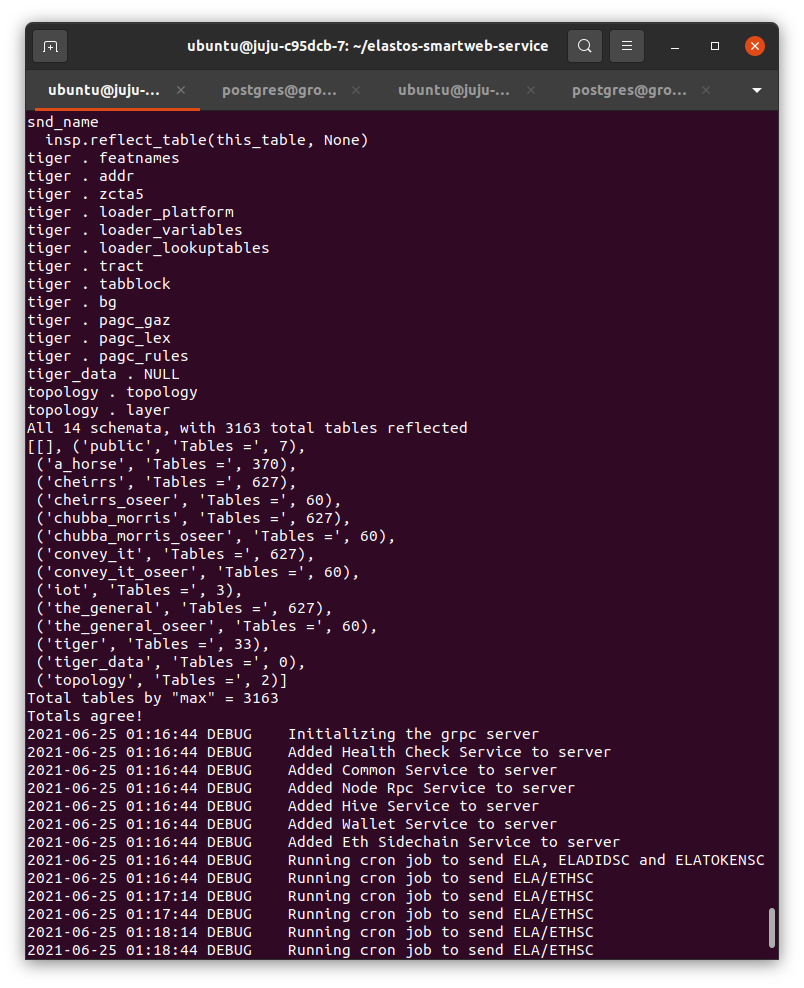 ubuntu@juju-c95dcb-7: ~/elastos-smartweb-service
ubuntu@juju-... postgres@gro... ubuntu@juju-... postgres@gro...
snd_name
  insp.reflect_table(this_table, None)
tiger . featnames
tiger . addr
tiger . zcta5
tiger . loader_platform
tiger . loader_variables
tiger . loader_lookuptables
tiger . tract
tiger . tabblock
tiger . bg
tiger . pagc_gaz
tiger . pagc_lex
tiger . pagc_rules
tiger_data . NULL
topology . topology
topology . layer
All 14 schemata, with 3163 total tables reflected
[[], ('public', 'Tables =', 7),
 ('a_horse', 'Tables =', 370),
 ('cheirrs', 'Tables =', 627),
 ('cheirrs_oseer', 'Tables =', 60),
 ('chubba_morris', 'Tables =', 627),
 ('chubba_morris_oseer', 'Tables =', 60),
 ('convey_it', 'Tables =', 627),
 ('convey_it_oseer', 'Tables =', 60),
 ('iot', 'Tables =', 3),
 ('the_general', 'Tables =', 627),
 ('the_general_oseer', 'Tables =', 60),
 ('tiger', 'Tables =', 33),
 ('tiger_data', 'Tables =', 0),
 ('topology', 'Tables =', 2)]
Total tables by "max" = 3163
Totals agree!
2021-06-25 01:16:44 DEBUG    Initializing the grpc server
2021-06-25 01:16:44 DEBUG    Added Health Check Service to server
2021-06-25 01:16:44 DEBUG    Added Common Service to server
2021-06-25 01:16:44 DEBUG    Added Node Rpc Service to server
2021-06-25 01:16:44 DEBUG    Added Hive Service to server
2021-06-25 01:16:44 DEBUG    Added Wallet Service to server
2021-06-25 01:16:44 DEBUG    Added Eth Sidechain Service to server
2021-06-25 01:16:44 DEBUG    Running cron job to send ELA, ELADIDSC and ELATOKENSC
2021-06-25 01:16:44 DEBUG    Running cron job to send ELA/ETHSC
2021-06-25 01:17:14 DEBUG    Running cron job to send ELA/ETHSC
2021-06-25 01:17:44 DEBUG    Running cron job to send ELA/ETHSC
2021-06-25 01:18:14 DEBUG    Running cron job to send ELA/ETHSC
2021-06-25 01:18:44 DEBUG    Running cron job to send ELA/ETHSC